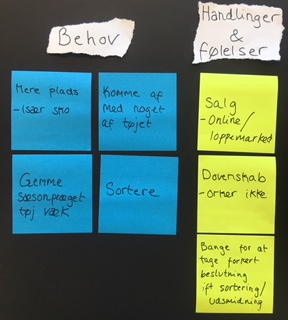 Behov
Mere plads
-Især sko
Komme af
med noget
af tøjet
Gemme
Sæsonpræget
tøj væk
Sortere
Handlinger
&
følelser
Salg
-Online/
loppemarked
Dovenskab
-Orker ikke
Bange for at
tage forkert
beslutning
ift sortering/
udsmidning